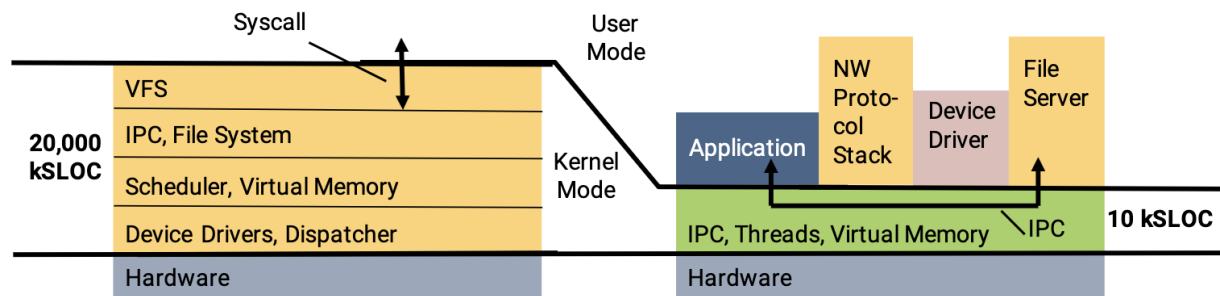 Syscall
User
Mode
VFS
IPC, File System
Scheduler, Virtual Memory
Device Drivers, Dispatcher
Hardware
20,000
kSLOC
Kernel
Mode
Application
NW
Proto-
col
Stack
Device
Driver
File
Server
IPC, Threads, Virtual Memory
IPC
10 kSLOC
Hardware